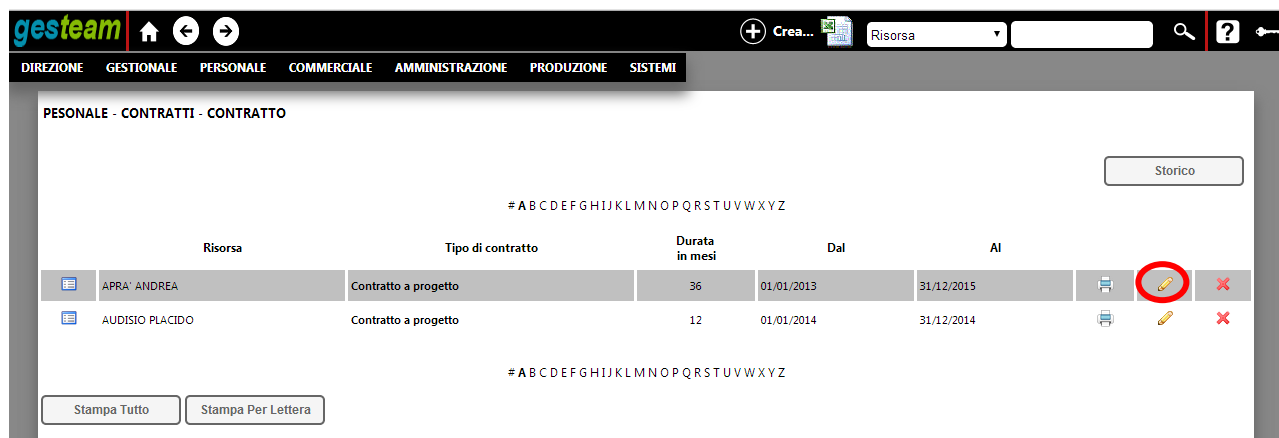 gesteam Crea... Risorsa ?
DIREZIONE GESTIONALE PERSONALE COMMERCIALE AMMINISTRAZIONE PRODUZIONE SISTEMI
PESONALE - CONTRATTI - CONTRATTO
Storico
# A B C D E F G H I J K L M N O P Q R S T U V W X Y Z
Risorsa Tipo di contratto Durata in mesi Dal Al
APRA' ANDREA Contratto a progetto 36 01/01/2013 31/12/2015
AUDISIO PLACIDO Contratto a progetto 12 01/01/2014 31/12/2014
# A B C D E F G H I J K L M N O P Q R S T U V W X Y Z
Stampa Tutto Stampa Per Lettera